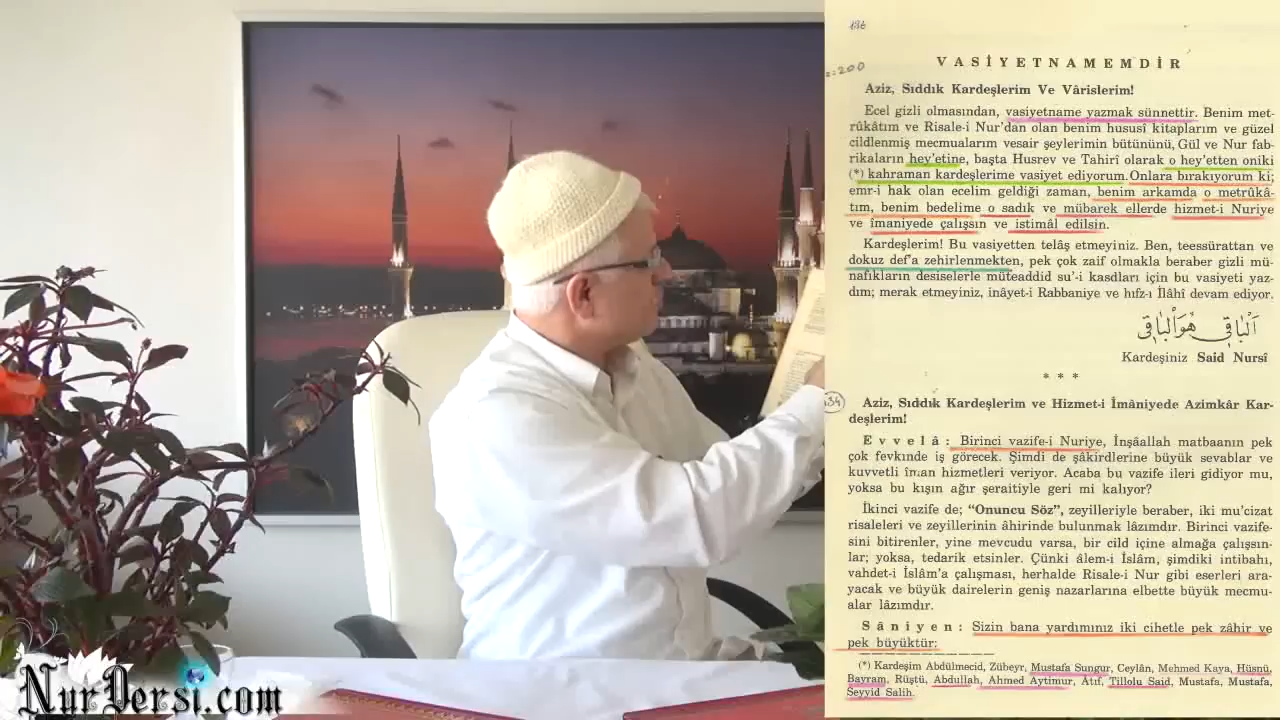 136
VASİYETNAMEMDİR
=200
Aziz, Sıddık Kardeşlerim Ve Vârislerim!
Ecel gizli olmasından, vasiyetname yazmak sünnettir. Benim met-
rûkâtım ve Risale-i Nur'dan olan benim hususî kitaplarım ve güzel
cildlenmiş mecmualarım vesair şeylerimin bütününü, Gül ve Nur fab-
rikaların hey'etine, başta Husrev ve Tahirî olarak o hey'etten oniki
(*) kahraman kardeşlerime vasiyet ediyorum. Onlara bırakıyorum ki;
emr-i hak olan ecelim geldiği zaman, benim arkamda o metrûkâ-
tım, benim bedelime o sadık ve mübarek ellerde hizmet-i Nuriye
ve îmaniyede çalışsın ve istimâl edilsin.
Kardeşlerim! Bu vasiyetten telâş etmeyiniz. Ben, teessürattan ve
dokuz def'a zehirlenmekten, pek çok zaif olmakla beraber gizli mü-
nafıkların desiselerle müteaddid su'-i kasdları için bu vasiyeti yaz-
dım; merak etmeyiniz, inâyet-i Rabbaniye ve hıfz-ı İlâhî devam ediyor.
اَلْبَاقِى هُوَ الْبَاقِى
Kardeşiniz Said Nursî
* * *
134
Aziz, Sıddık Kardeşlerim ve Hizmet-i İmâniyede Azimkâr Kar-
deşlerim!
Evvelâ: Birinci vazife-i Nuriye, İnşâallah matbaanın pek
çok fevkınde iş görecek. Şimdi de şâkirdlerine büyük sevablar ve
kuvvetli îman hizmetleri veriyor. Acaba bu vazife ileri gidiyor mu,
yoksa bu kışın ağır şeraitiyle geri mi kalıyor?
İkinci vazife de; "Onuncu Söz", zeyilleriyle beraber, iki mu'cizat
risaleleri ve zeyillerinin âhirinde bulunmak lâzımdır. Birinci vazife-
sini bitirenler, yine mevcudu varsa, bir cild içine almağa çalışsın-
lar; yoksa, tedarik etsinler. Çünki âlem-i İslâm, şimdiki intibahı,
vahdet-i İslâm'a çalışması, herhalde Risale-i Nur gibi eserleri ara-
yacak ve büyük dairelerin geniş nazarlarına elbette büyük mecmu-
alar lâzımdır.
Sâniyen: Sizin bana yardımınız iki cihetle pek zâhir ve
pek büyüktür:
(*) Kardeşim Abdülmecid, Zübeyr, Mustafa Sungur, Ceylân, Mehmed Kaya, Hüsnü,
Bayram, Rüştü, Abdullah, Ahmed Aytimur, Âtıf, Tillolu Said, Mustafa, Mustafa,
Seyyid Salih.
NurDersi.com